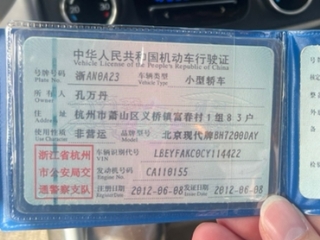 中华人民共和国机动车行驶证
Vehicle License of the People's Republic of China
号牌号码 Plate No. 浙AN0A23 车辆类型 Vehicle Type 小型轿车
所有人 Owner 孔万丹
住址 杭州市萧山区义桥镇富春村1组83户
使用性质 Use Character 非营运 品牌型号 Model 北京现代牌BH7200AY
浙江省杭州
市公安局交
通警察支队
车辆识别代号 VIN LBEYFAKC0CY114422
发动机号码 Engine No. CA110155
注册日期 2012-06-08 发证日期 2012-06-08